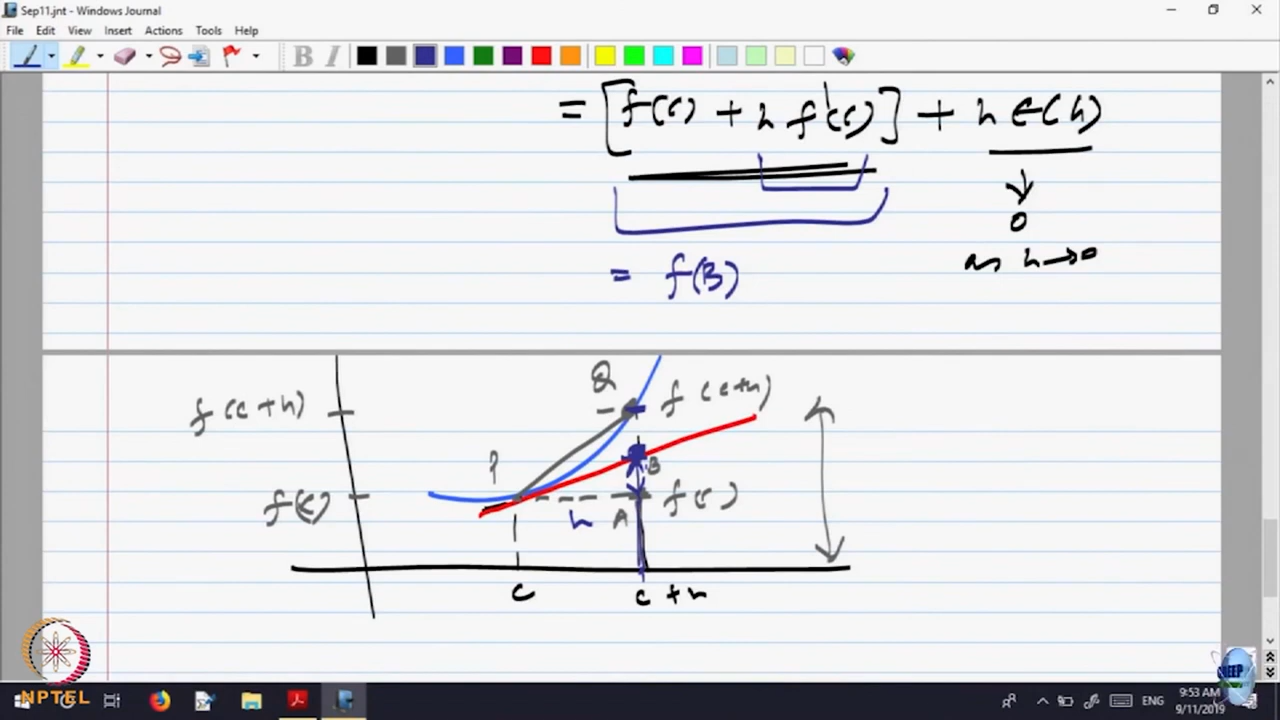 Sep11.jnt - Windows Journal
File Edit View Insert Actions Tools Help
B I
= [f(c) + h f'(c)] + h ϵ(h)
↓
0
as h→0
= f(B)
Q
f(c+h) f(c+h)
P B
f(c) f(c)
h A
c c+h
NPTEL
ENG
9:53 AM
9/11/2019